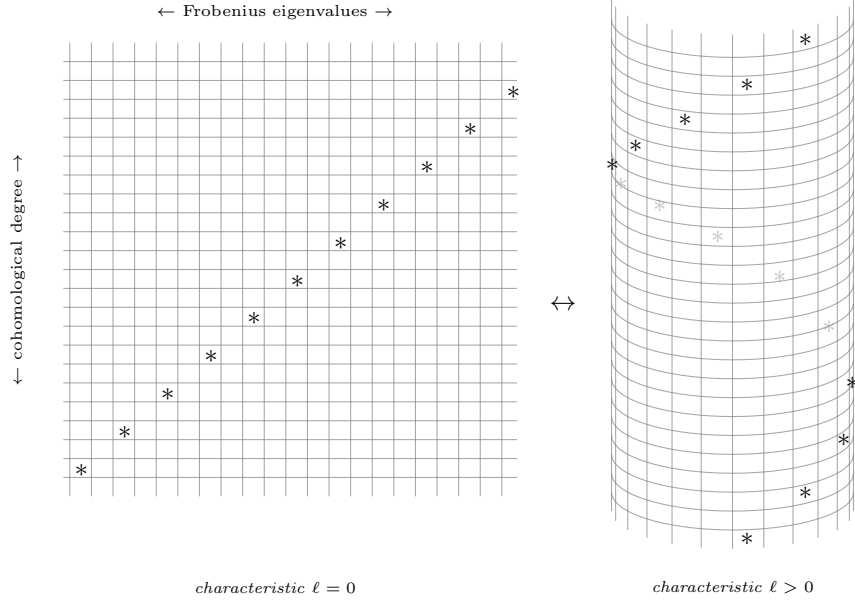 ← Frobenius eigenvalues →
← cohomological degree →
↔
characteristic ℓ = 0
characteristic ℓ > 0